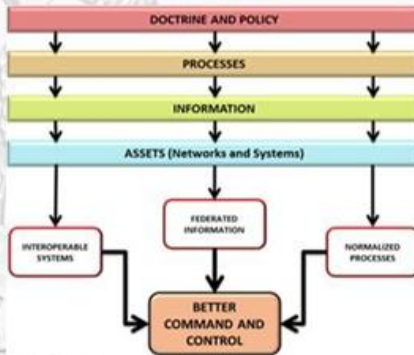 DOCTRINE AND POLICY
PROCESSES
INFORMATION
ASSETS (Networks and Systems)
FEDERATED
INFORMATION
INTEROPERABLE
SYSTEMS
NORMALIZED
PROCESSES
BETTER
COMMAND AND
CONTROL